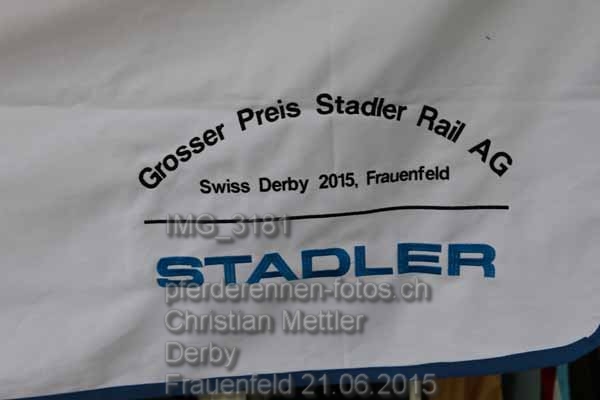 Grosser Preis Stadler Rail AG
Swiss Derby 2015, Frauenfeld
IMG_3181
STADLER
pferderennen-fotos.ch
Christian Mettler
Derby
Frauenfeld 21.06.2015